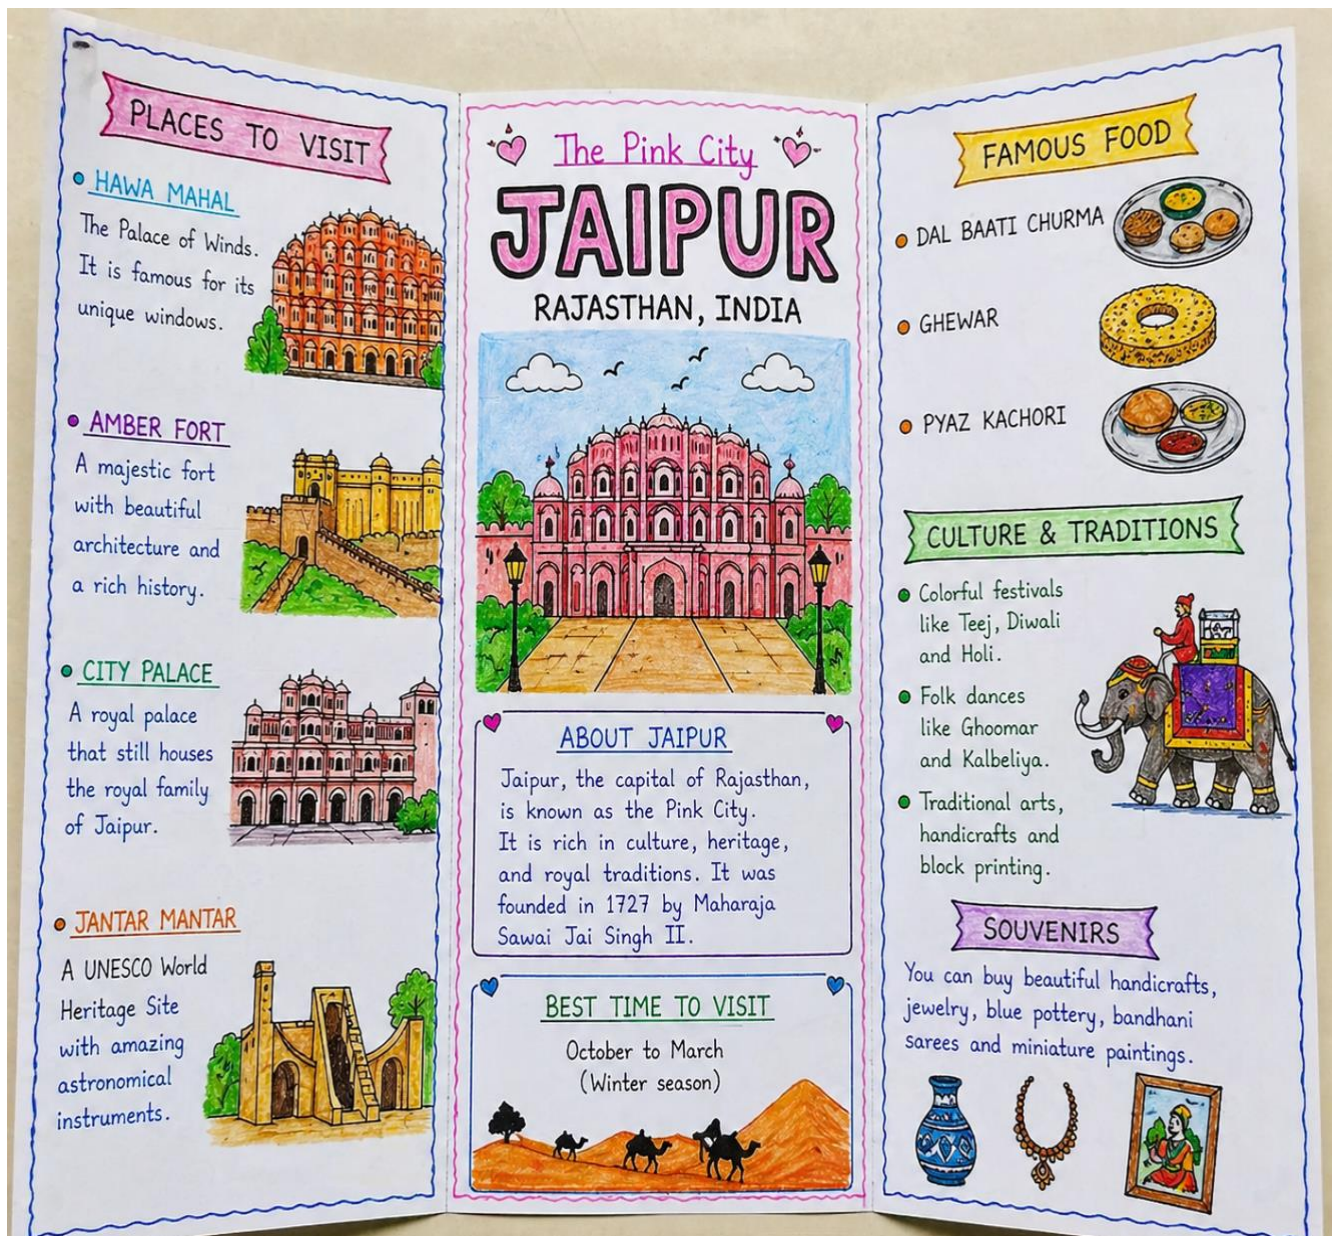 PLACES TO VISIT
HAWA MAHAL
The Palace of Winds.
It is famous for its
unique windows.
AMBER FORT
A majestic fort
with beautiful
architecture and
a rich history.
CITY PALACE
A royal palace
that still houses
the royal family
of Jaipur.
JANTAR MANTAR
A UNESCO World
Heritage Site
with amazing
astronomical
instruments.
The Pink City
JAIPUR
RAJASTHAN, INDIA
ABOUT JAIPUR
Jaipur, the capital of Rajasthan,
is known as the Pink City.
It is rich in culture, heritage,
and royal traditions. It was
founded in 1727 by Maharaja
Sawai Jai Singh II.
BEST TIME TO VISIT
October to March
(Winter season)
FAMOUS FOOD
DAL BAATI CHURMA
GHEWAR
PYAZ KACHORI
CULTURE & TRADITIONS
Colorful festivals
like Teej, Diwali
and Holi.
Folk dances
like Ghoomar
and Kalbeliya.
Traditional arts,
handicrafts and
block printing.
SOUVENIRS
You can buy beautiful handicrafts,
jewelry, blue pottery, bandhani
sarees and miniature paintings.